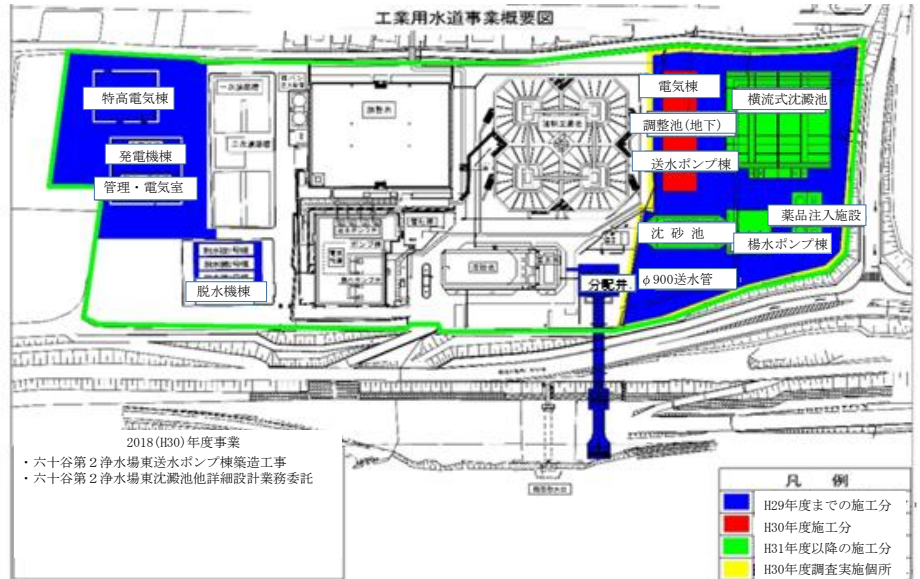 工業用水道事業概要図
特高電気棟
発電機棟
管理・電気室
脱水機棟
調整池
ポンプ棟
電気棟
調整池(地下)
送水ポンプ棟
横流式沈澱池
薬品注入施設
沈砂池
楊水ポンプ棟
分配井
φ900送水管
2018(H30)年度事業
・六十谷第2浄水場東送水ポンプ棟築造工事
・六十谷第2浄水場東沈澱池他詳細設計業務委託
凡 例
H29年度までの施工分
H30年度施工分
H31年度以降の施工分
H30年度調査実施個所